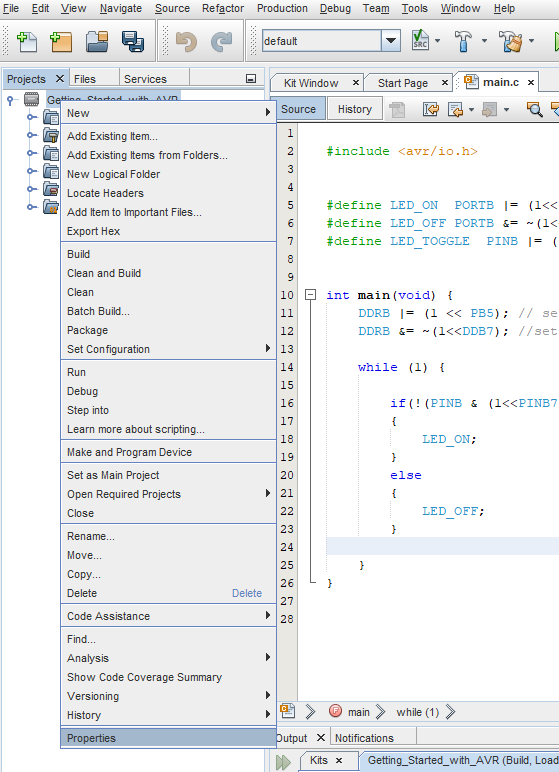 File Edit View Navigate Source Refactor Production Debug Team Tools Window Help
default
SRC
Projects Files Services
Kit Window Start Page main.c
Source History
Getting_Started_with_AVR
New
Add Existing Item...
Add Existing Items from Folders...
New Logical Folder
Locate Headers
Add Item to Important Files...
Export Hex
Build
Clean and Build
Clean
Batch Build...
Package
Set Configuration
Run
Debug
Step into
Learn more about scripting...
Make and Program Device
Set as Main Project
Open Required Projects
Close
Rename...
Move...
Copy...
Delete Delete
Code Assistance
Find...
Analysis
Show Code Coverage Summary
Versioning
History
Properties
1
2 #include <avr/io.h>
3
4
5 #define LED_ON PORTB |= (1<<
6 #define LED_OFF PORTB &= ~(1<
7 #define LED_TOGGLE PINB |= (
8
9
10 int main(void) {
11 DDRB |= (1 << PB5); // se
12 DDRB &= ~(1<<DDB7); //set
13
14 while (1) {
15
16 if(!(PINB & (1<<PINB7
17 {
18 LED_ON;
19 }
20 else
21 {
22 LED_OFF;
23 }
24
25 }
26 }
27
28
main while (1)
Output Notifications
Kits Getting_Started_with_AVR (Build, Load